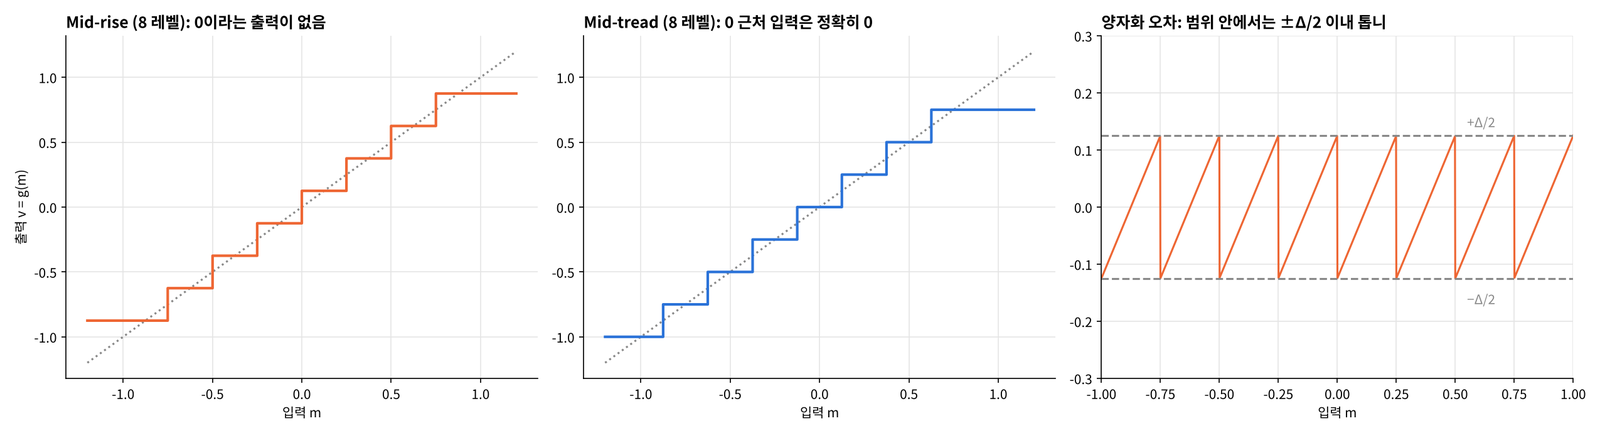 Mid-rise (8 레벨): 0이라는 출력이 없음
출력 v = g(m)
1.0
0.5
0.0
-0.5
-1.0
-1.0 -0.5 0.0 0.5 1.0
입력 m
Mid-tread (8 레벨): 0 근처 입력은 정확히 0
1.0
0.5
0.0
-0.5
-1.0
-1.0 -0.5 0.0 0.5 1.0
입력 m
양자화 오차: 범위 안에서는 ±Δ/2 이내 톱니
0.3
0.2
0.1
0.0
-0.1
-0.2
-0.3
+Δ/2
−Δ/2
-1.00 -0.75 -0.50 -0.25 0.00 0.25 0.50 0.75 1.00
입력 m